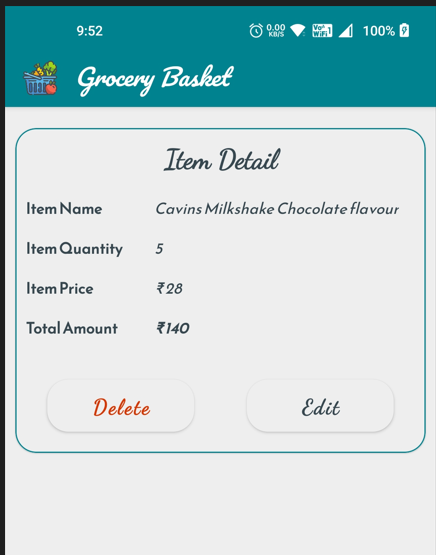 9:52 0.00 KB/S Vo WiFi 1 100%
Grocery Basket
Item Detail
Item Name Cavins Milkshake Chocolate flavour
Item Quantity 5
Item Price ₹28
Total Amount ₹140
Delete Edit